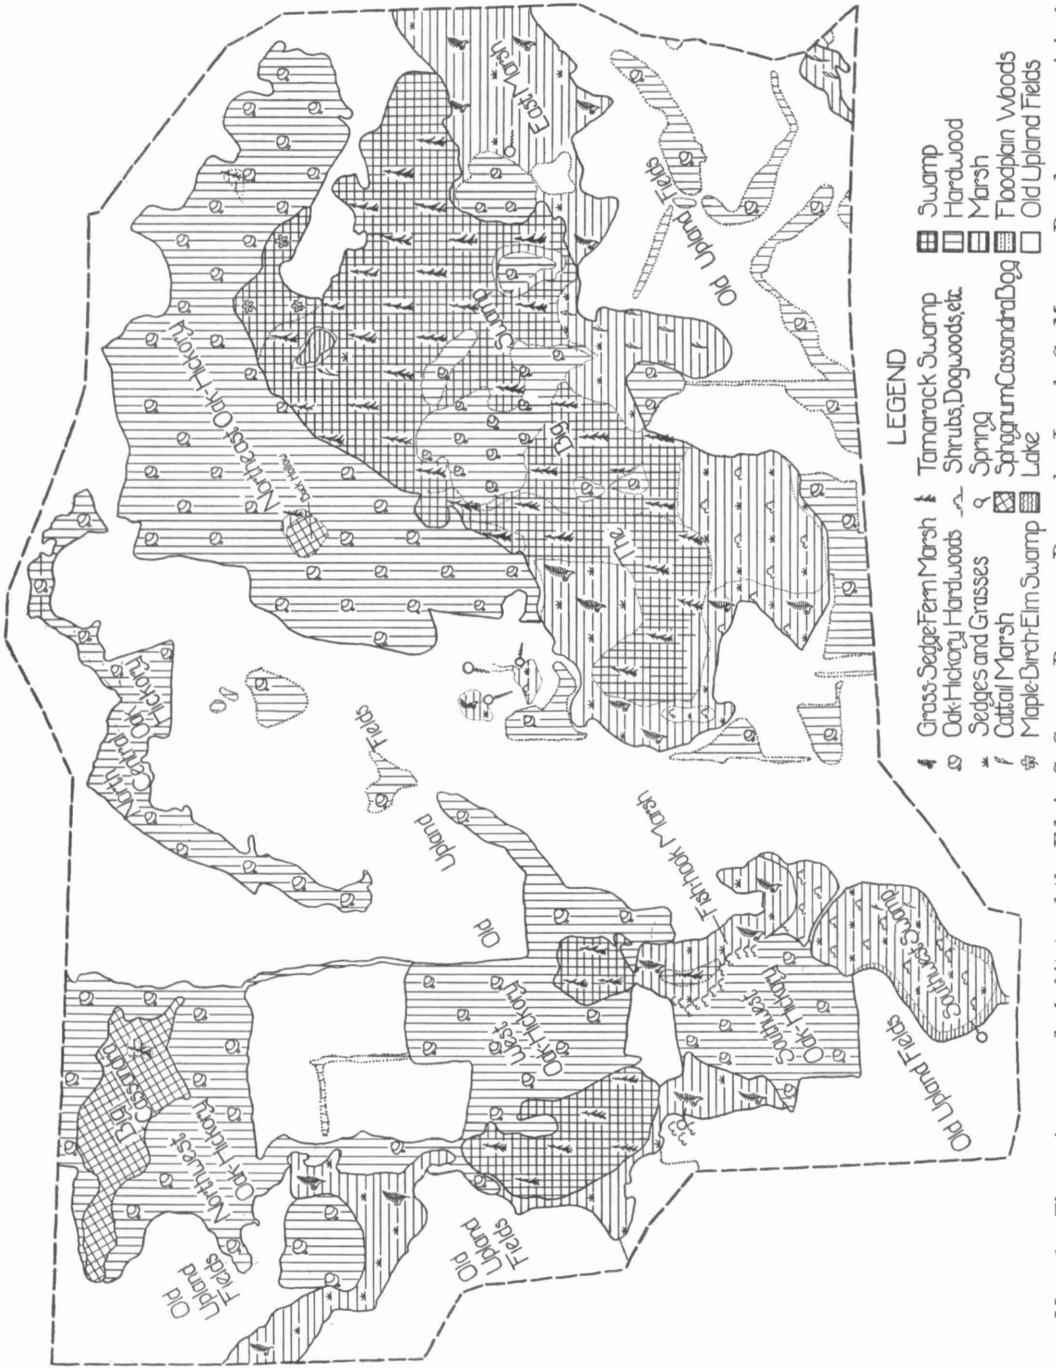 Northeast Oak-Hickory
Buck Hollow
East Marsh
The Big Swamp
Old Upland Fields
North Central Oak-Hickory
Old Upland Fields
Big Cassandra
Northwest Oak-Hickory
Old Upland Fields
Old Upland Fields
West Oak-Hickory
Fishhook Marsh
Southwest Oak-Hickory
Southwest Swamp
Old Upland Fields
LEGEND
Grass-Sedge-Fern Marsh
Oak-Hickory Hardwoods
Sedges and Grasses
Cattail Marsh
Maple-Birch-Elm Swamp
Tamarack Swamp
Shrubs, Dogwoods, etc.
Spring
Sphagnum Cassandra Bog
Lake
Swamp
Hardwood
Marsh
Floodplain Woods
Old Upland Fields